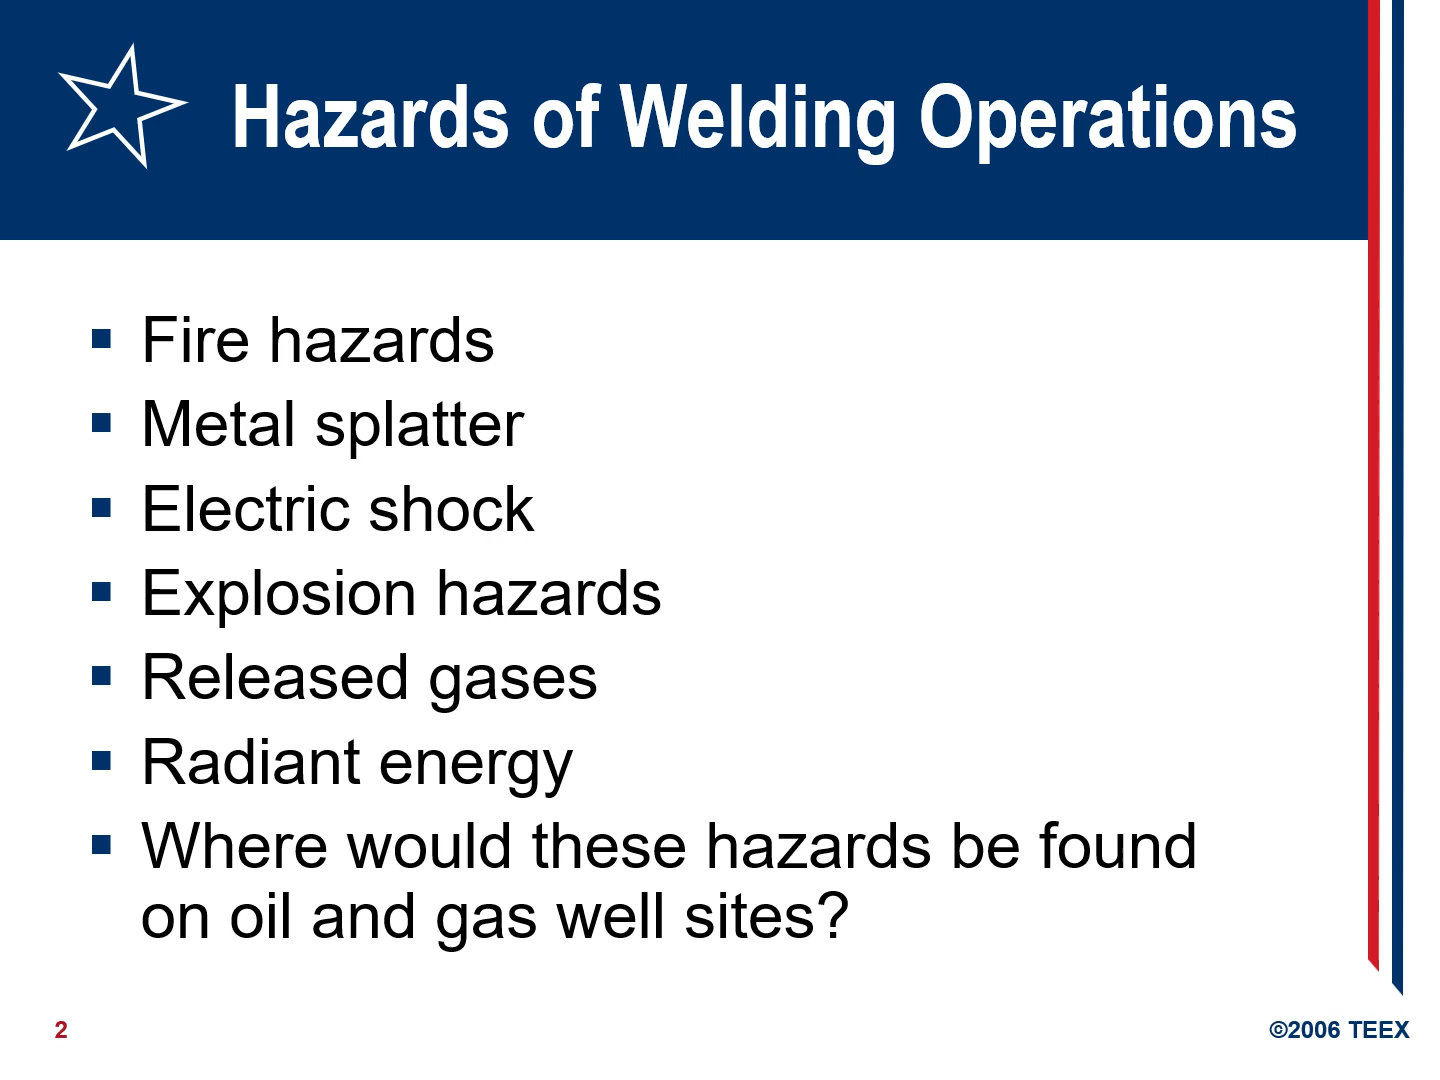 Hazards of Welding Operations
▪ Fire hazards
▪ Metal splatter
▪ Electric shock
▪ Explosion hazards
▪ Released gases
▪ Radiant energy
▪ Where would these hazards be found
on oil and gas well sites?
2
©2006 TEEX